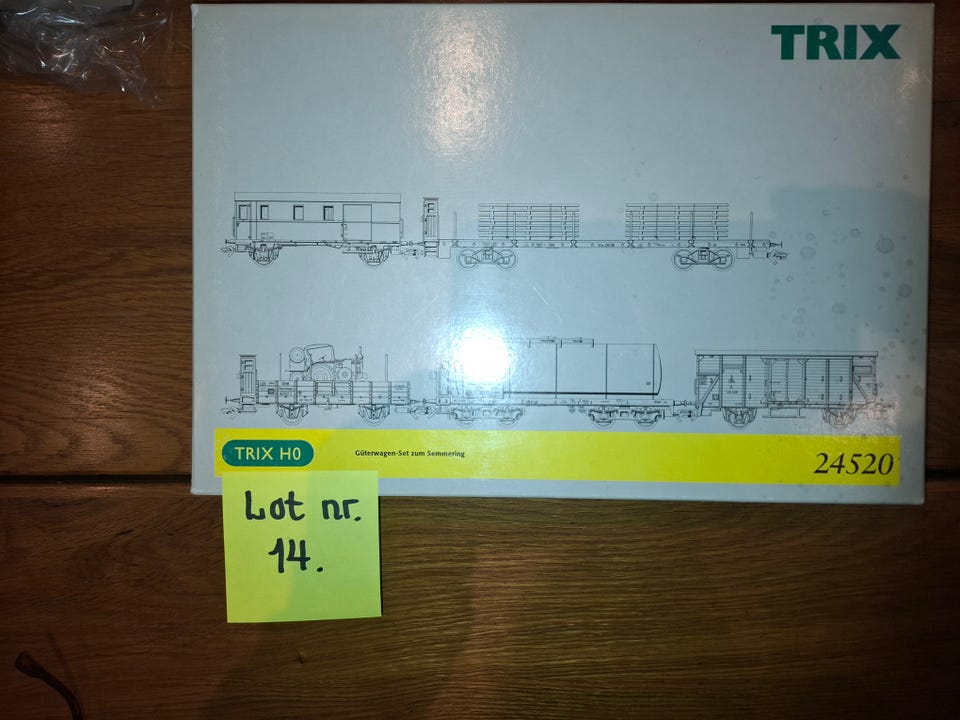 TRIX
TRIX H0
Güterwagen-Set zum Semmering
24520
Lot nr.
14.